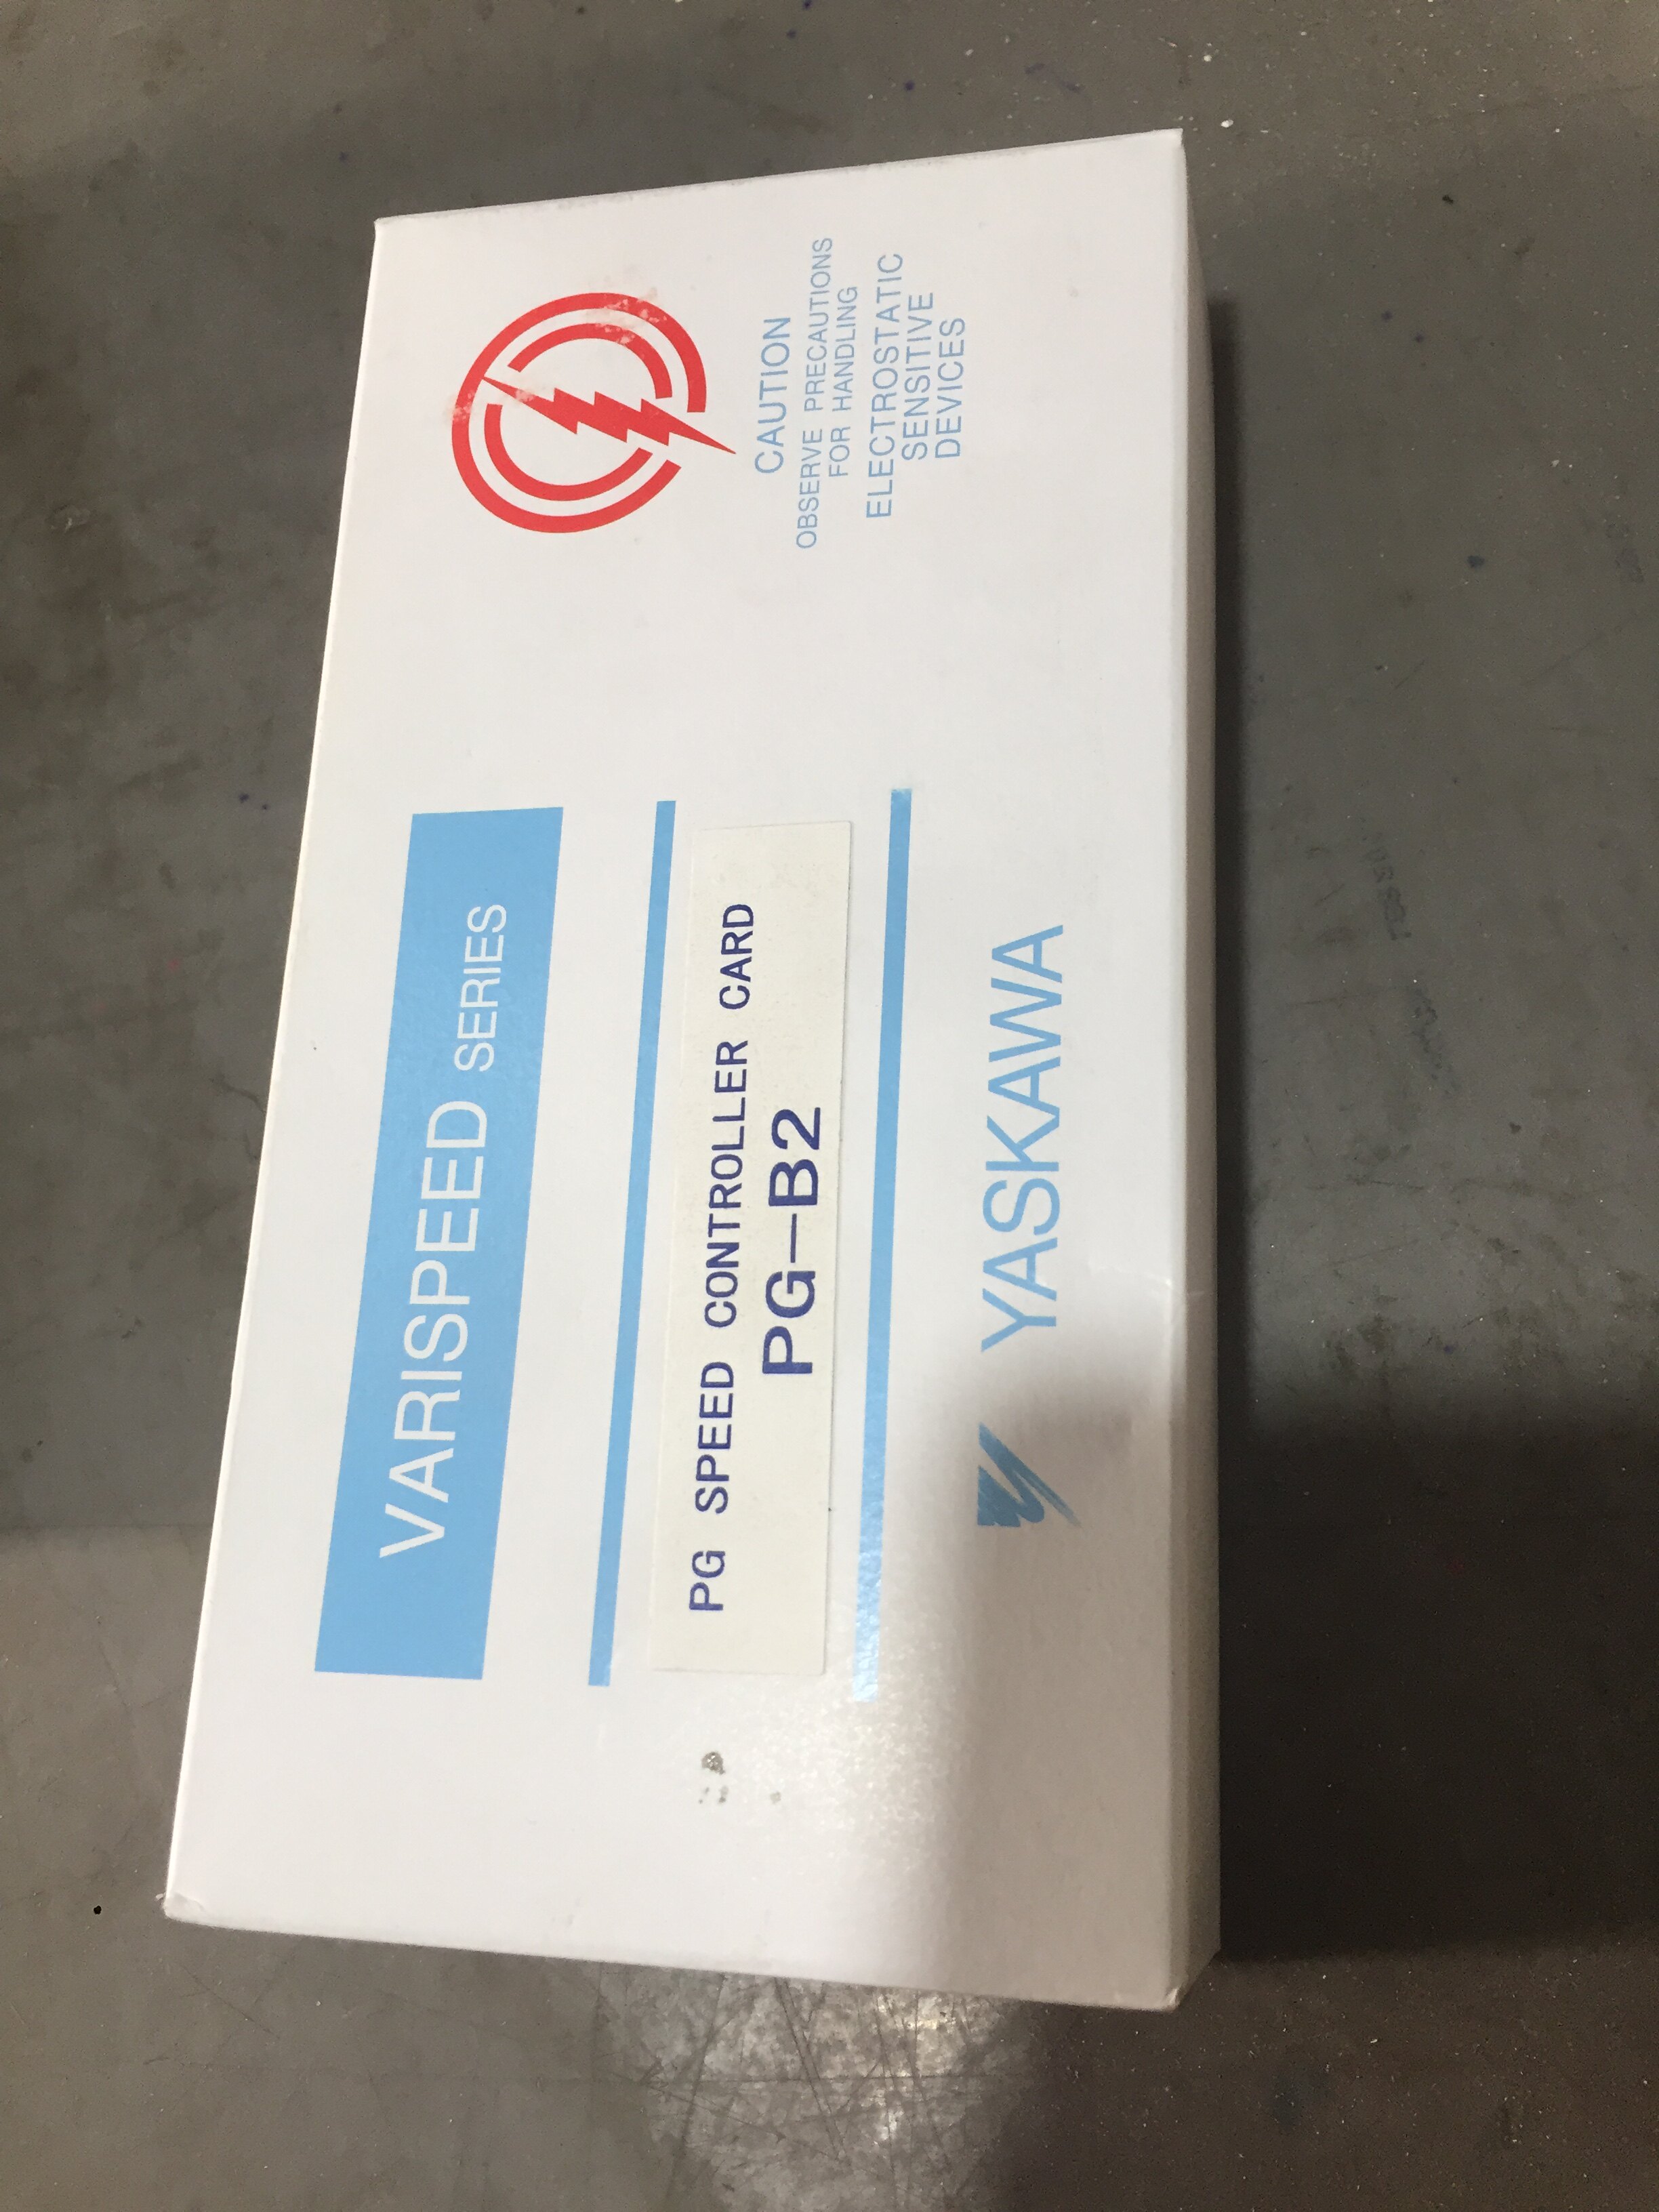 VARISPEED SERIES
PG SPEED CONTROLLER CARD
PG-B2
YASKAWA
CAUTION
OBSERVE PRECAUTIONS
FOR HANDLING
ELECTROSTATIC
SENSITIVE
DEVICES